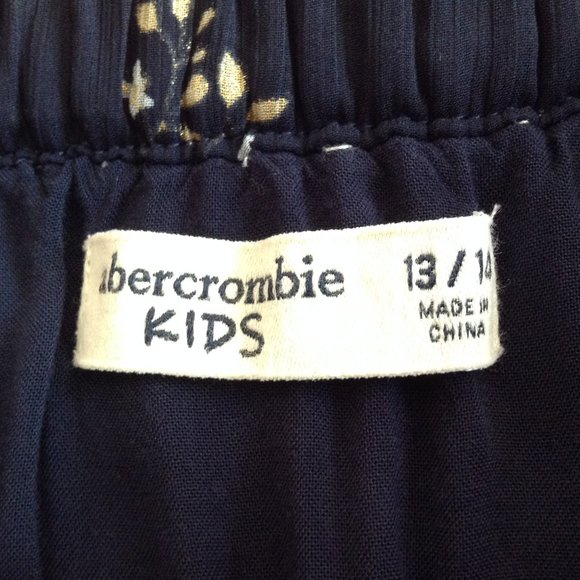 abercrombie
KIDS
13 / 14
MADE IN
CHINA